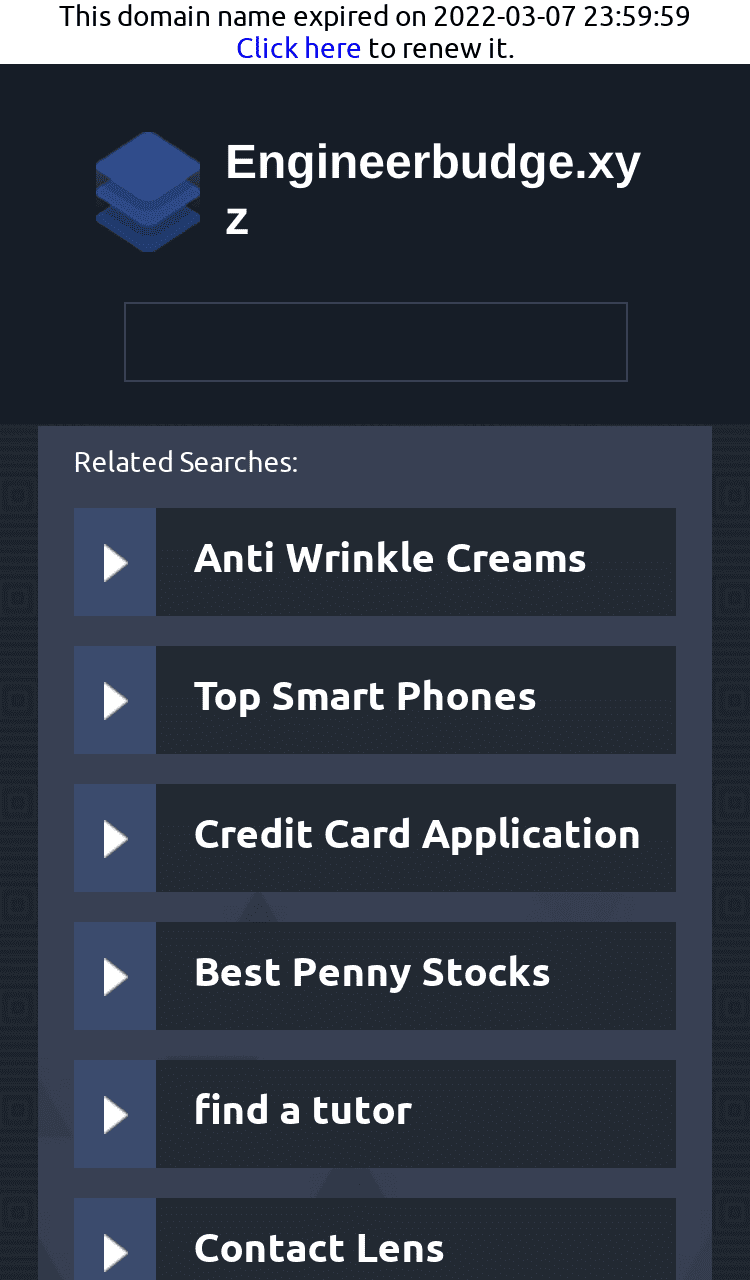 This domain name expired on 2022-03-07 23:59:59
Click here to renew it.
Engineerbudge.xy
z
Related Searches:
Anti Wrinkle Creams
Top Smart Phones
Credit Card Application
Best Penny Stocks
find a tutor
Contact Lens